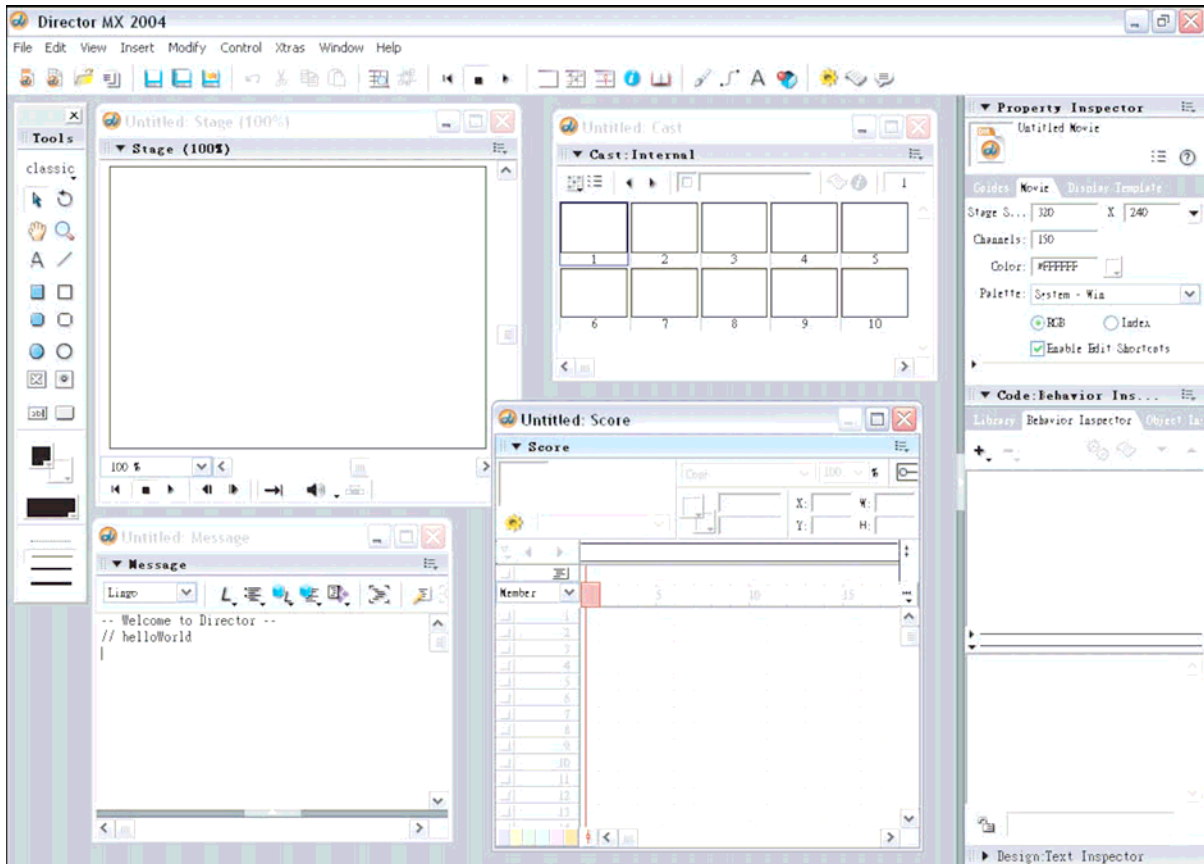 Director MX 2004
File Edit View Insert Modify Control Xtras Window Help
Tools
classic
Untitled: Stage (100%)
Stage (100%)
100 %
Untitled: Cast
Cast:Internal
1
1 2 3 4 5
6 7 8 9 10
Untitled: Message
Message
Lingo
-- Welcome to Director --
// helloWorld
Untitled: Score
Score
Copy 100 %
X: W:
Y: H:
Member 5 10 15
1
2
3
4
5
6
7
8
9
10
11
12
13
Property Inspector
Untitled Movie
Guides Movie Display Template
Stage S... 320 X 240
Channels: 150
Color: #FFFFFF
Palette: System - Win
RGB Index
Enable Edit Shortcuts
Code:Behavior Ins...
Library Behavior Inspector Object In
Design:Text Inspector